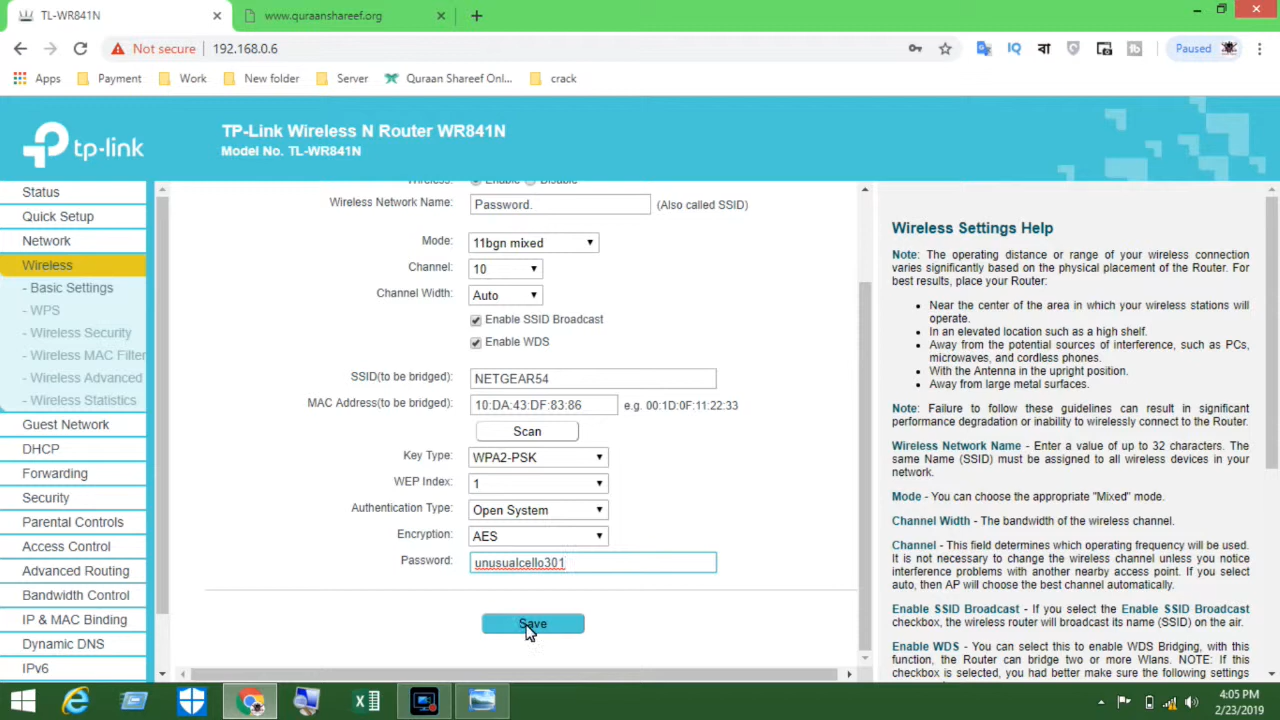 TL-WR841N
www.quraanshareef.org
Not secure
192.168.0.6
Paused
Apps
Payment
Work
New folder
Server
Quraan Shareef Onl...
crack
tp-link
TP-Link Wireless N Router WR841N
Model No. TL-WR841N
Status
Quick Setup
Network
Wireless
- Basic Settings
- WPS
- Wireless Security
- Wireless MAC Filter
- Wireless Advanced
- Wireless Statistics
Guest Network
DHCP
Forwarding
Security
Parental Controls
Access Control
Advanced Routing
Bandwidth Control
IP & MAC Binding
Dynamic DNS
IPv6
Wireless: Enable Disable
Wireless Network Name: Password. (Also called SSID)
Mode: 11bgn mixed
Channel: 10
Channel Width: Auto
Enable SSID Broadcast
Enable WDS
SSID(to be bridged): NETGEAR54
MAC Address(to be bridged): 10:DA:43:DF:83:86 e.g. 00:1D:0F:11:22:33
Scan
Key Type: WPA2-PSK
WEP Index: 1
Authentication Type: Open System
Encryption: AES
Password: unusualcello301
Save
Wireless Settings Help
Note: The operating distance or range of your wireless connection
varies significantly based on the physical placement of the Router. For
best results, place your Router:
Near the center of the area in which your wireless stations will
operate.
In an elevated location such as a high shelf.
Away from the potential sources of interference, such as PCs,
microwaves, and cordless phones.
With the Antenna in the upright position.
Away from large metal surfaces.
Note: Failure to follow these guidelines can result in significant
performance degradation or inability to wirelessly connect to the Router.
Wireless Network Name - Enter a value of up to 32 characters. The
same Name (SSID) must be assigned to all wireless devices in your
network.
Mode - You can choose the appropriate "Mixed" mode.
Channel Width - The bandwidth of the wireless channel.
Channel - This field determines which operating frequency will be used.
It is not necessary to change the wireless channel unless you notice
interference problems with another nearby access point. If you select
auto, then AP will choose the best channel automatically.
Enable SSID Broadcast - If you select the Enable SSID Broadcast
checkbox, the wireless router will broadcast its name (SSID) on the air.
Enable WDS - You can select this to enable WDS Bridging, with this
function, the Router can bridge two or more Wlans. NOTE: If this
checkbox is selected, you had better make sure the following settings
4:05 PM
2/23/2019